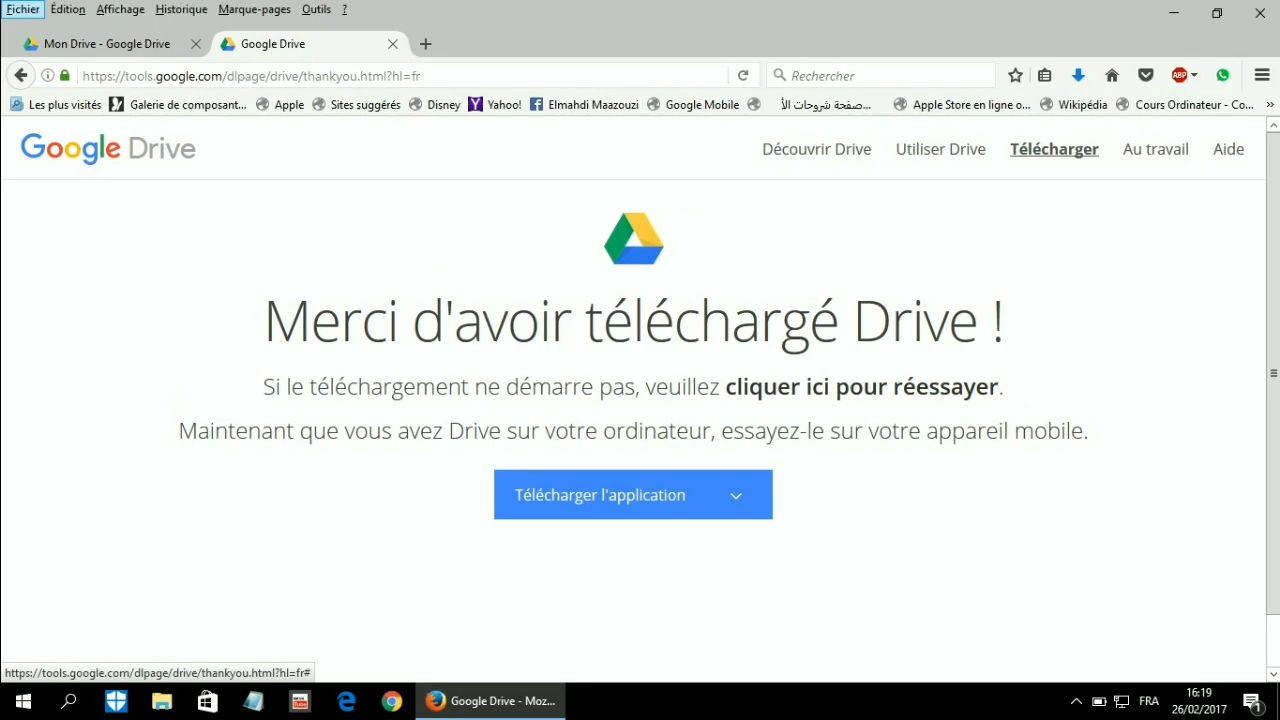 Fichier Édition Affichage Historique Marque-pages Outils ?
Mon Drive - Google Drive Google Drive
https://tools.google.com/dlpage/drive/thankyou.html?hl=fr Rechercher ABP
Les plus visités Galerie de composant... Apple Sites suggérés Disney Yahoo! Elmahdi Maazouzi Google Mobile صفحة شروحات الأ... Apple Store en ligne o... Wikipédia Cours Ordinateur - Co... »
Google Drive Découvrir Drive Utiliser Drive Télécharger Au travail Aide
Merci d'avoir téléchargé Drive !
Si le téléchargement ne démarre pas, veuillez cliquer ici pour réessayer.
Maintenant que vous avez Drive sur votre ordinateur, essayez-le sur votre appareil mobile.
Télécharger l'application
https://tools.google.com/dlpage/drive/thankyou.html?hl=fr#
Google Drive - Moz... FRA 16:19
26/02/2017 1